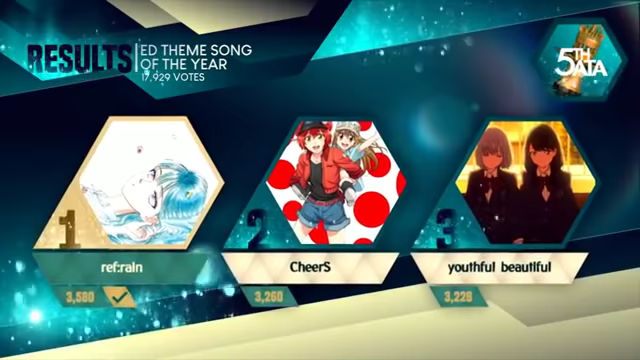 RESULTS
ED THEME SONG
OF THE YEAR
17,929 VOTES
5TH
ATA
1
2
3
ref:rain
CheerS
youthful beautiful
3,580
3,260
3,228